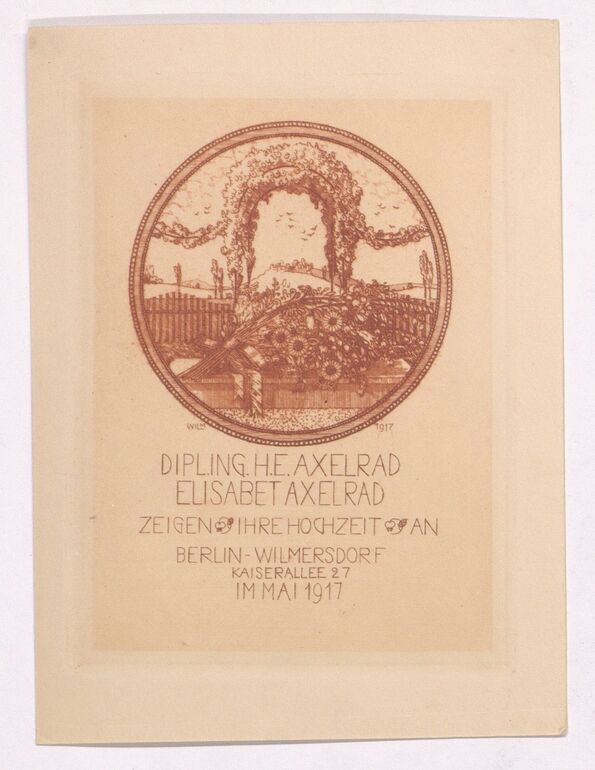 WILM 1917
DIPL.ING. H.E. AXELRAD
ELISABET AXELRAD
ZEIGEN IHRE HOCHZEIT AN
BERLIN-WILMERSDORF
KAISERALLEE 27
IM MAI 1917